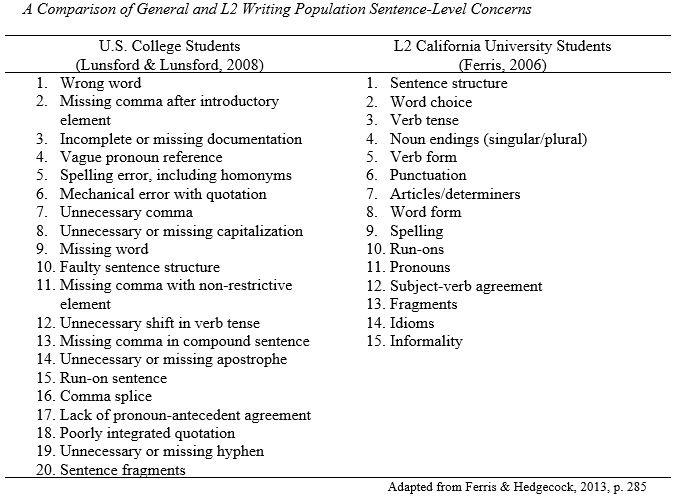 A Comparison of General and L2 Writing Population Sentence-Level Concerns
U.S. College Students
(Lunsford & Lunsford, 2008)
1. Wrong word
2. Missing comma after introductory
element
3. Incomplete or missing documentation
4. Vague pronoun reference
5. Spelling error, including homonyms
6. Mechanical error with quotation
7. Unnecessary comma
8. Unnecessary or missing capitalization
9. Missing word
10. Faulty sentence structure
11. Missing comma with non-restrictive
element
12. Unnecessary shift in verb tense
13. Missing comma in compound sentence
14. Unnecessary or missing apostrophe
15. Run-on sentence
16. Comma splice
17. Lack of pronoun-antecedent agreement
18. Poorly integrated quotation
19. Unnecessary or missing hyphen
20. Sentence fragments
L2 California University Students
(Ferris, 2006)
1. Sentence structure
2. Word choice
3. Verb tense
4. Noun endings (singular/plural)
5. Verb form
6. Punctuation
7. Articles/determiners
8. Word form
9. Spelling
10. Run-ons
11. Pronouns
12. Subject-verb agreement
13. Fragments
14. Idioms
15. Informality
Adapted from Ferris & Hedgecock, 2013, p. 285